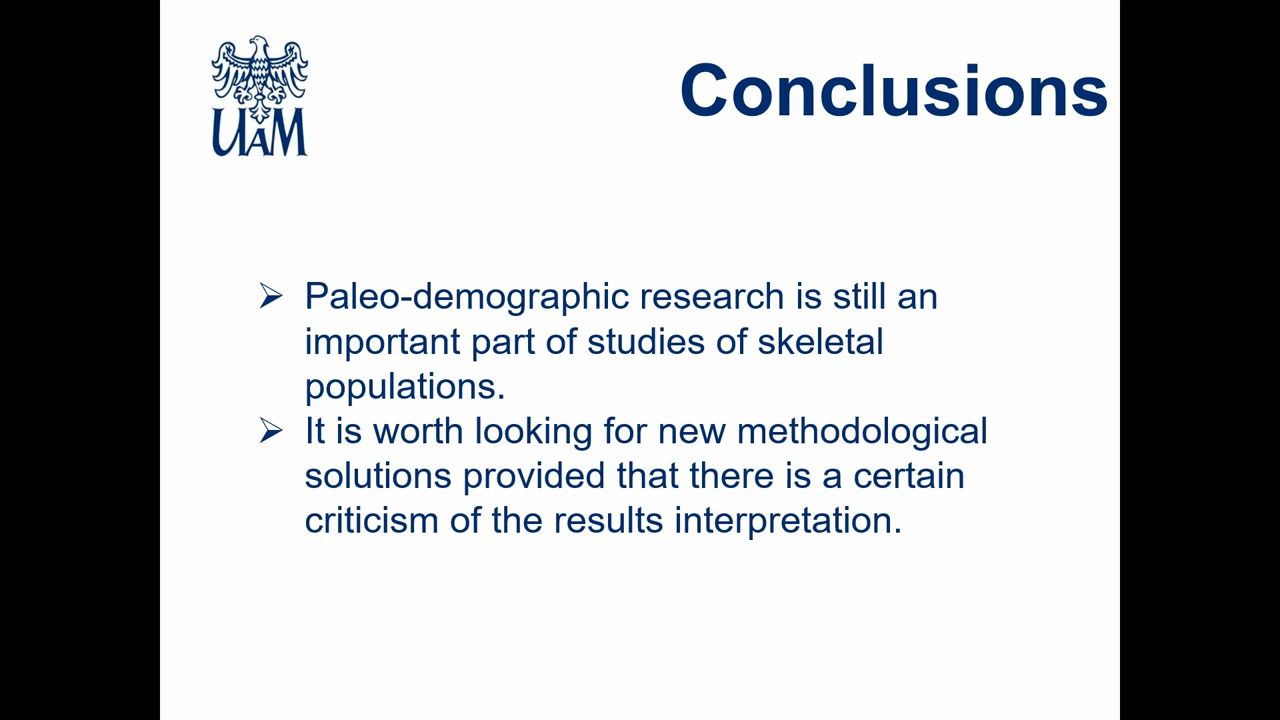 UAM
Conclusions
➢ Paleo-demographic research is still an
important part of studies of skeletal
populations.
➢ It is worth looking for new methodological
solutions provided that there is a certain
criticism of the results interpretation.